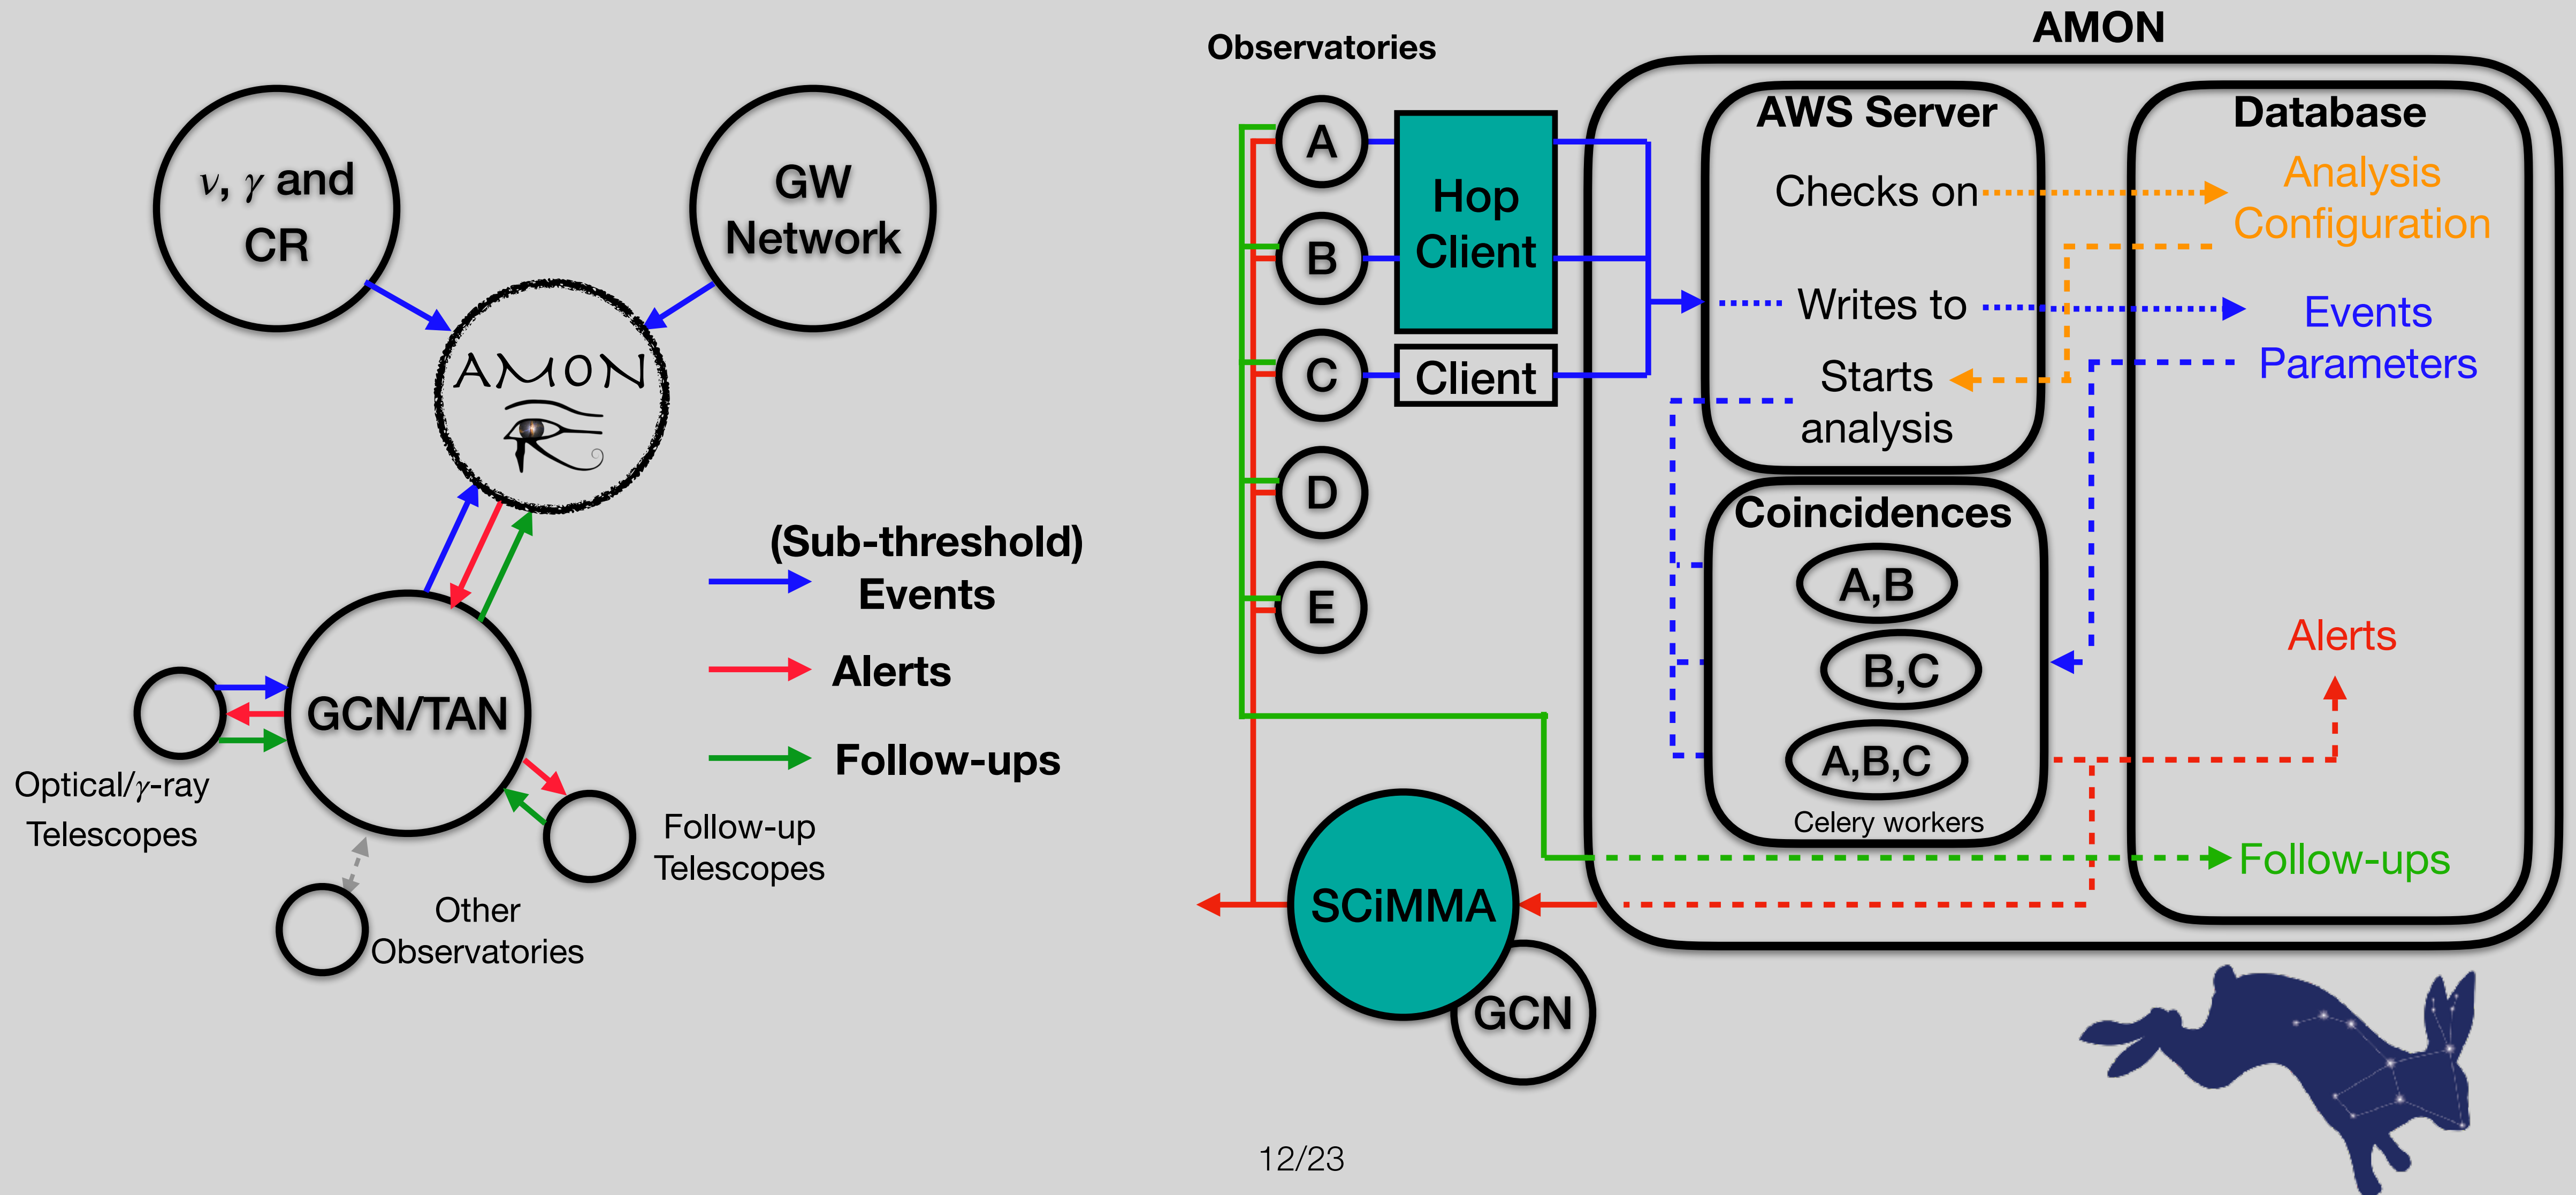 ν, γ and
CR
GW
Network
AMON
GCN/TAN
Optical/γ-ray
Telescopes
Follow-up
Telescopes
Other
Observatories
(Sub-threshold)
Events
Alerts
Follow-ups
Observatories
A
B
C
D
E
Hop
Client
Client
SCiMMA
GCN
AMON
AWS Server
Checks on
Writes to
Starts
analysis
Coincidences
A,B
B,C
A,B,C
Celery workers
Database
Analysis
Configuration
Events
Parameters
Alerts
Follow-ups
12/23